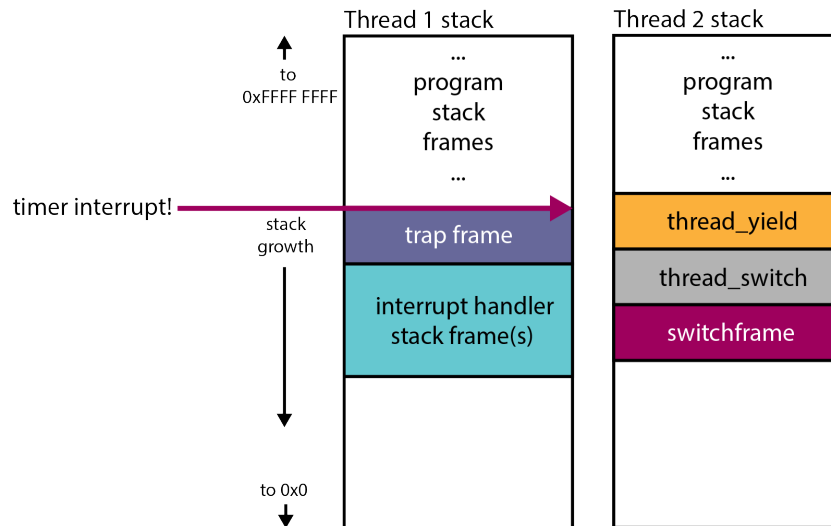 Thread 1 stack
Thread 2 stack
to
0xFFFF FFFF
...
program
stack
frames
...
...
program
stack
frames
...
timer interrupt!
stack
growth
trap frame
interrupt handler
stack frame(s)
thread_yield
thread_switch
switchframe
to 0x0